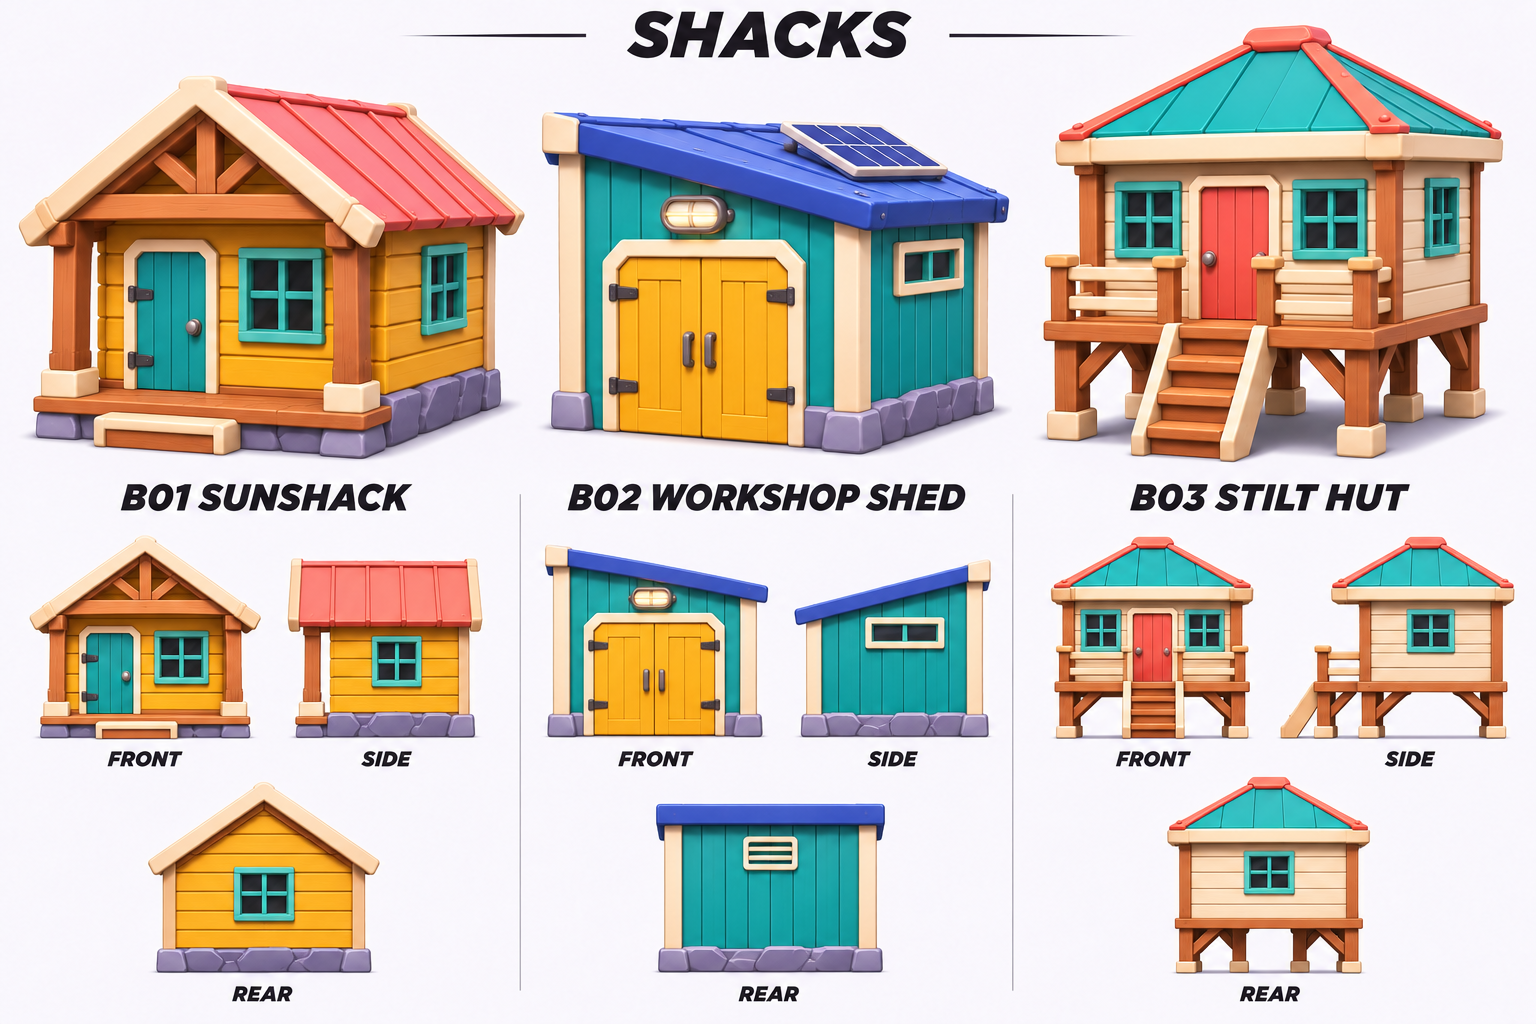 SHACKS
B01 SUNSHACK
B02 WORKSHOP SHED
B03 STILT HUT
FRONT
SIDE
FRONT
SIDE
FRONT
SIDE
REAR
REAR
REAR